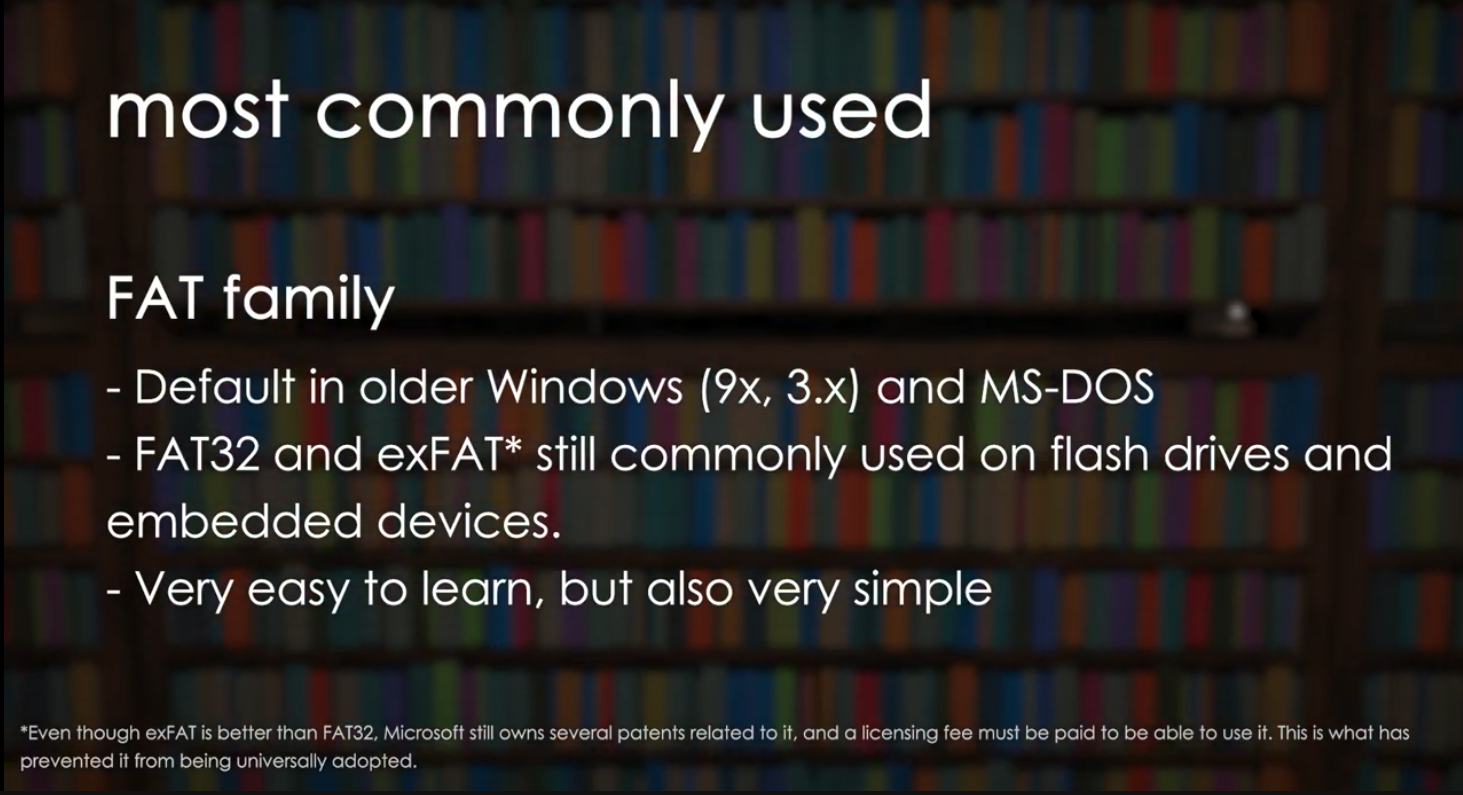 most commonly used
FAT family
- Default in older Windows (9x, 3.x) and MS-DOS
- FAT32 and exFAT* still commonly used on flash drives and
embedded devices.
- Very easy to learn, but also very simple
*Even though exFAT is better than FAT32, Microsoft still owns several patents related to it, and a licensing fee must be paid to be able to use it. This is what has
prevented it from being universally adopted.